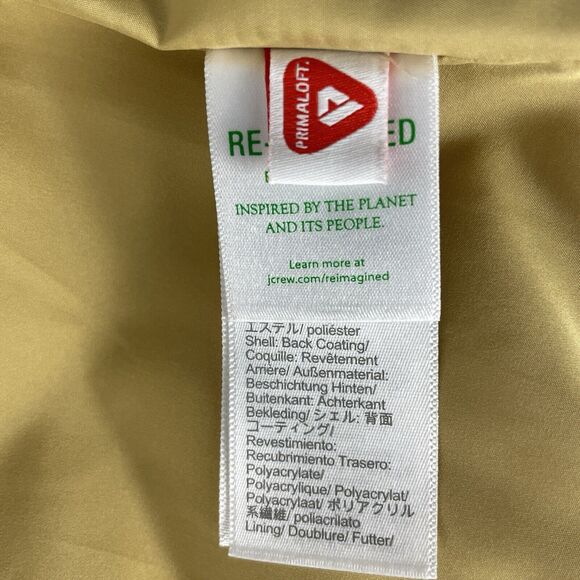 PRIMALOFT.
RE- ED
INSPIRED BY THE PLANET
AND ITS PEOPLE.
Learn more at
jcrew.com/reimagined
エステル/ poliéster
Shell: Back Coating/
Coquille: Revêtement
Arrière/ Außenmaterial:
Beschichtung Hinten/
Buitenkant: Achterkant
Bekleding/ シェル: 背面
コーティング/
Revestimiento:
Recubrimiento Trasero:
Polyacrylate/
Polyacrylique/ Polyacrylat/
Polyacrylaat/ ポリアクリル
系繊維/ poliacrilato
Lining/ Doublure/ Futter/